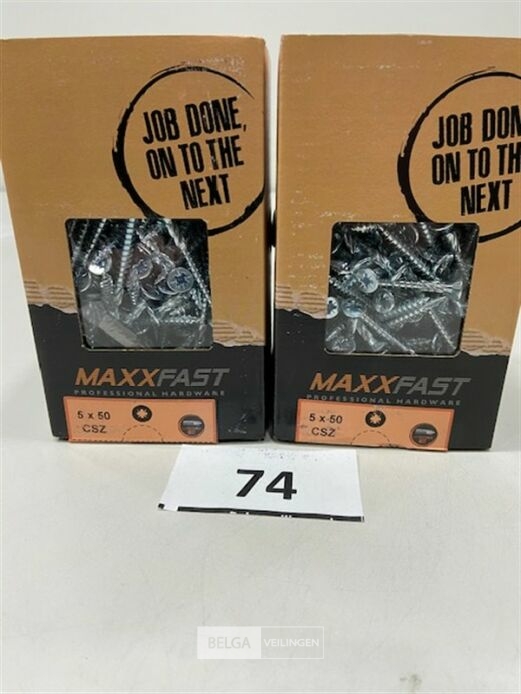 JOB DONE,
ON TO THE
NEXT
MAXXFAST
PROFESSIONAL HARDWARE
5 x 50
CSZ
JOB DON
ON TO TH
NEXT
MAXXFAST
PROFESSIONAL HARDWARE
5 x 50
CSZ
74
BELGA VEILINGEN